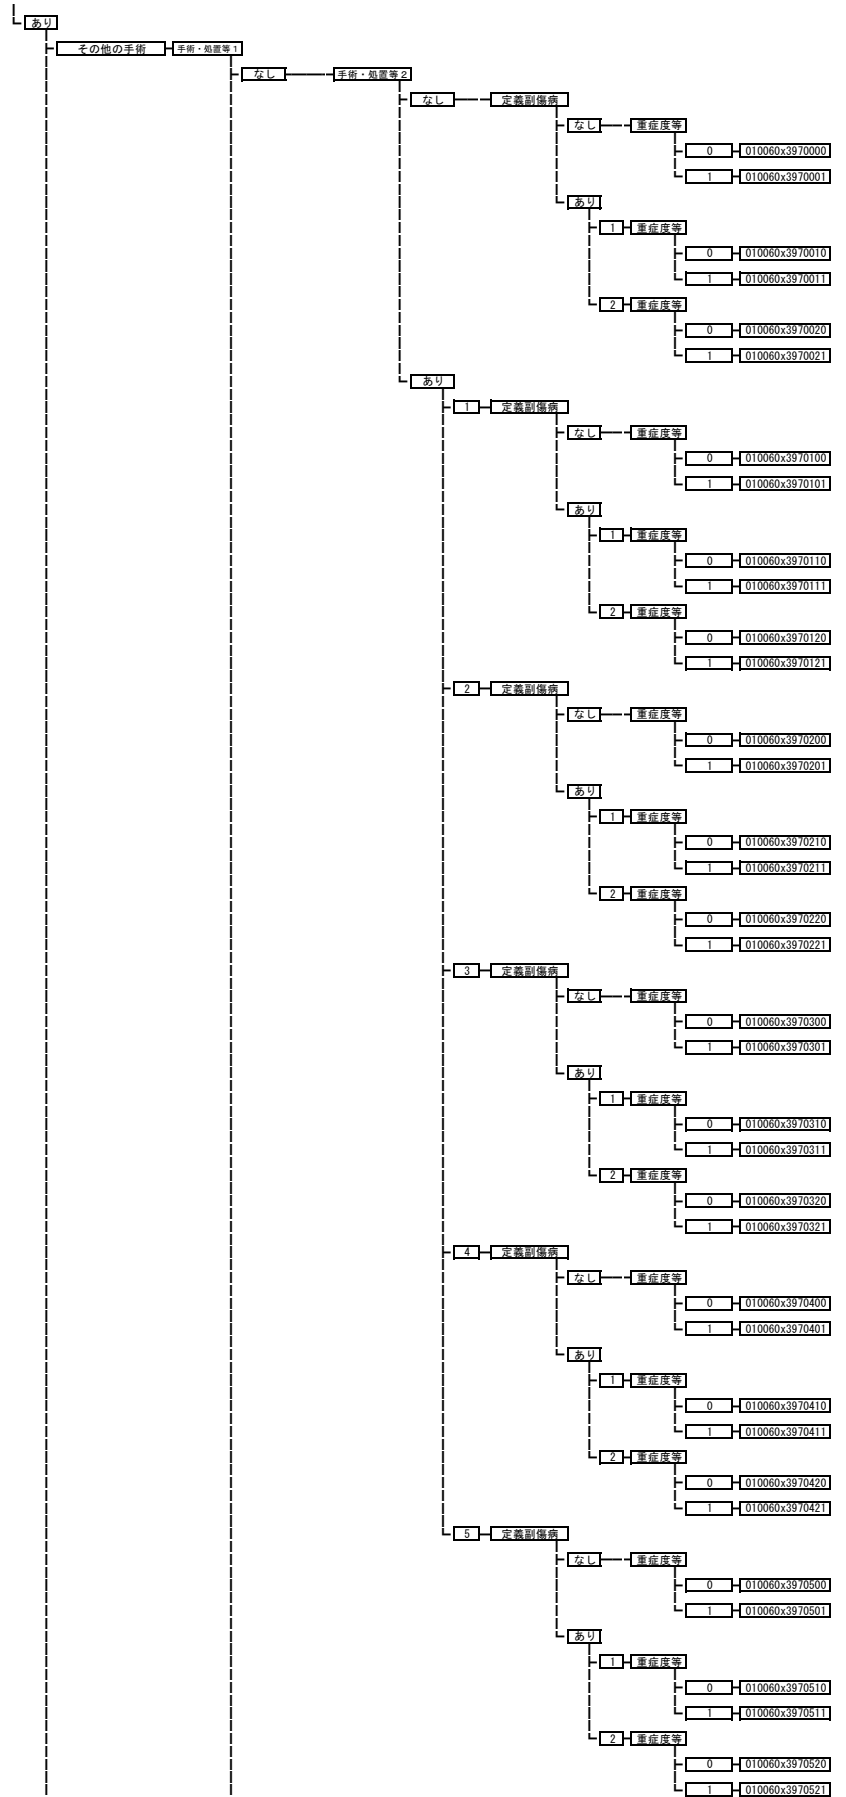 あり
その他の手術 手術・処置等1
なし 手術・処置等2
なし 定義副傷病
なし 重症度等
0 010060x3970000
1 010060x3970001
あり
1 重症度等
0 010060x3970010
1 010060x3970011
2 重症度等
0 010060x3970020
1 010060x3970021
あり
1 定義副傷病
なし 重症度等
0 010060x3970100
1 010060x3970101
あり
1 重症度等
0 010060x3970110
1 010060x3970111
2 重症度等
0 010060x3970120
1 010060x3970121
2 定義副傷病
なし 重症度等
0 010060x3970200
1 010060x3970201
あり
1 重症度等
0 010060x3970210
1 010060x3970211
2 重症度等
0 010060x3970220
1 010060x3970221
3 定義副傷病
なし 重症度等
0 010060x3970300
1 010060x3970301
あり
1 重症度等
0 010060x3970310
1 010060x3970311
2 重症度等
0 010060x3970320
1 010060x3970321
4 定義副傷病
なし 重症度等
0 010060x3970400
1 010060x3970401
あり
1 重症度等
0 010060x3970410
1 010060x3970411
2 重症度等
0 010060x3970420
1 010060x3970421
5 定義副傷病
なし 重症度等
0 010060x3970500
1 010060x3970501
あり
1 重症度等
0 010060x3970510
1 010060x3970511
2 重症度等
0 010060x3970520
1 010060x3970521